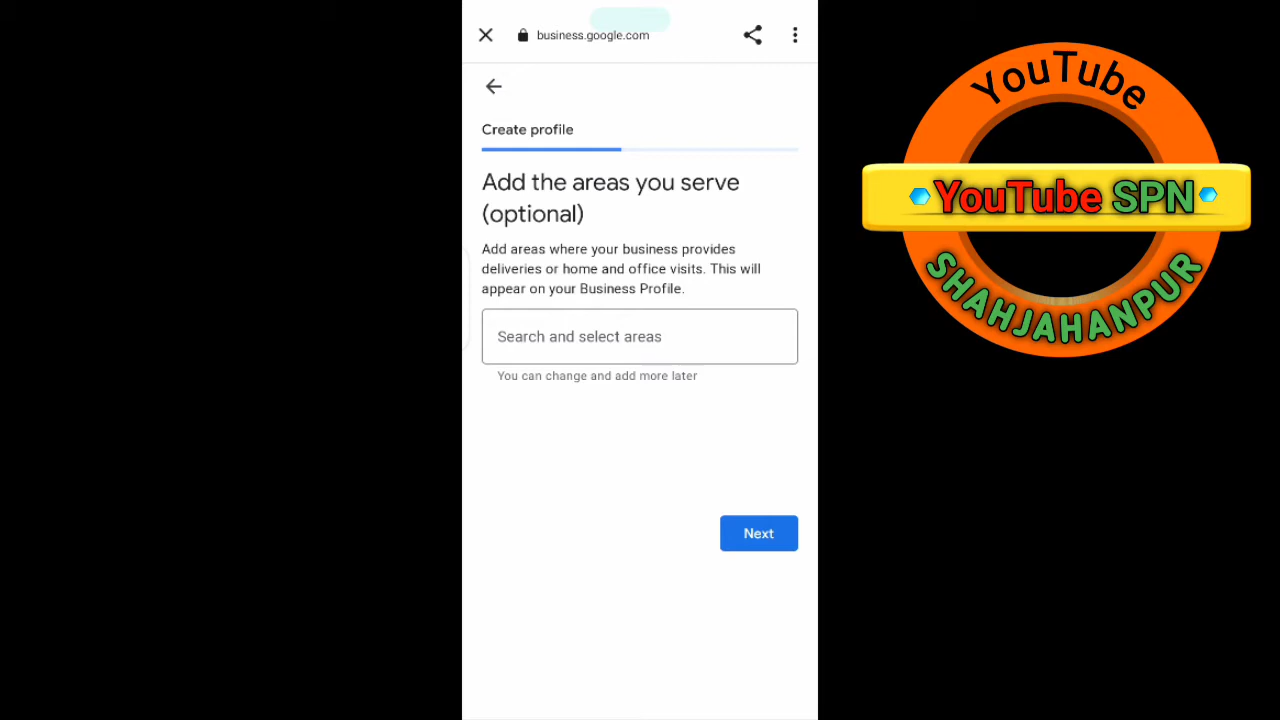 business.google.com
Create profile
Add the areas you serve
(optional)
Add areas where your business provides
deliveries or home and office visits. This will
appear on your Business Profile.
Search and select areas
You can change and add more later
Next
YouTube
YouTube SPN
SHAHJAHANPUR